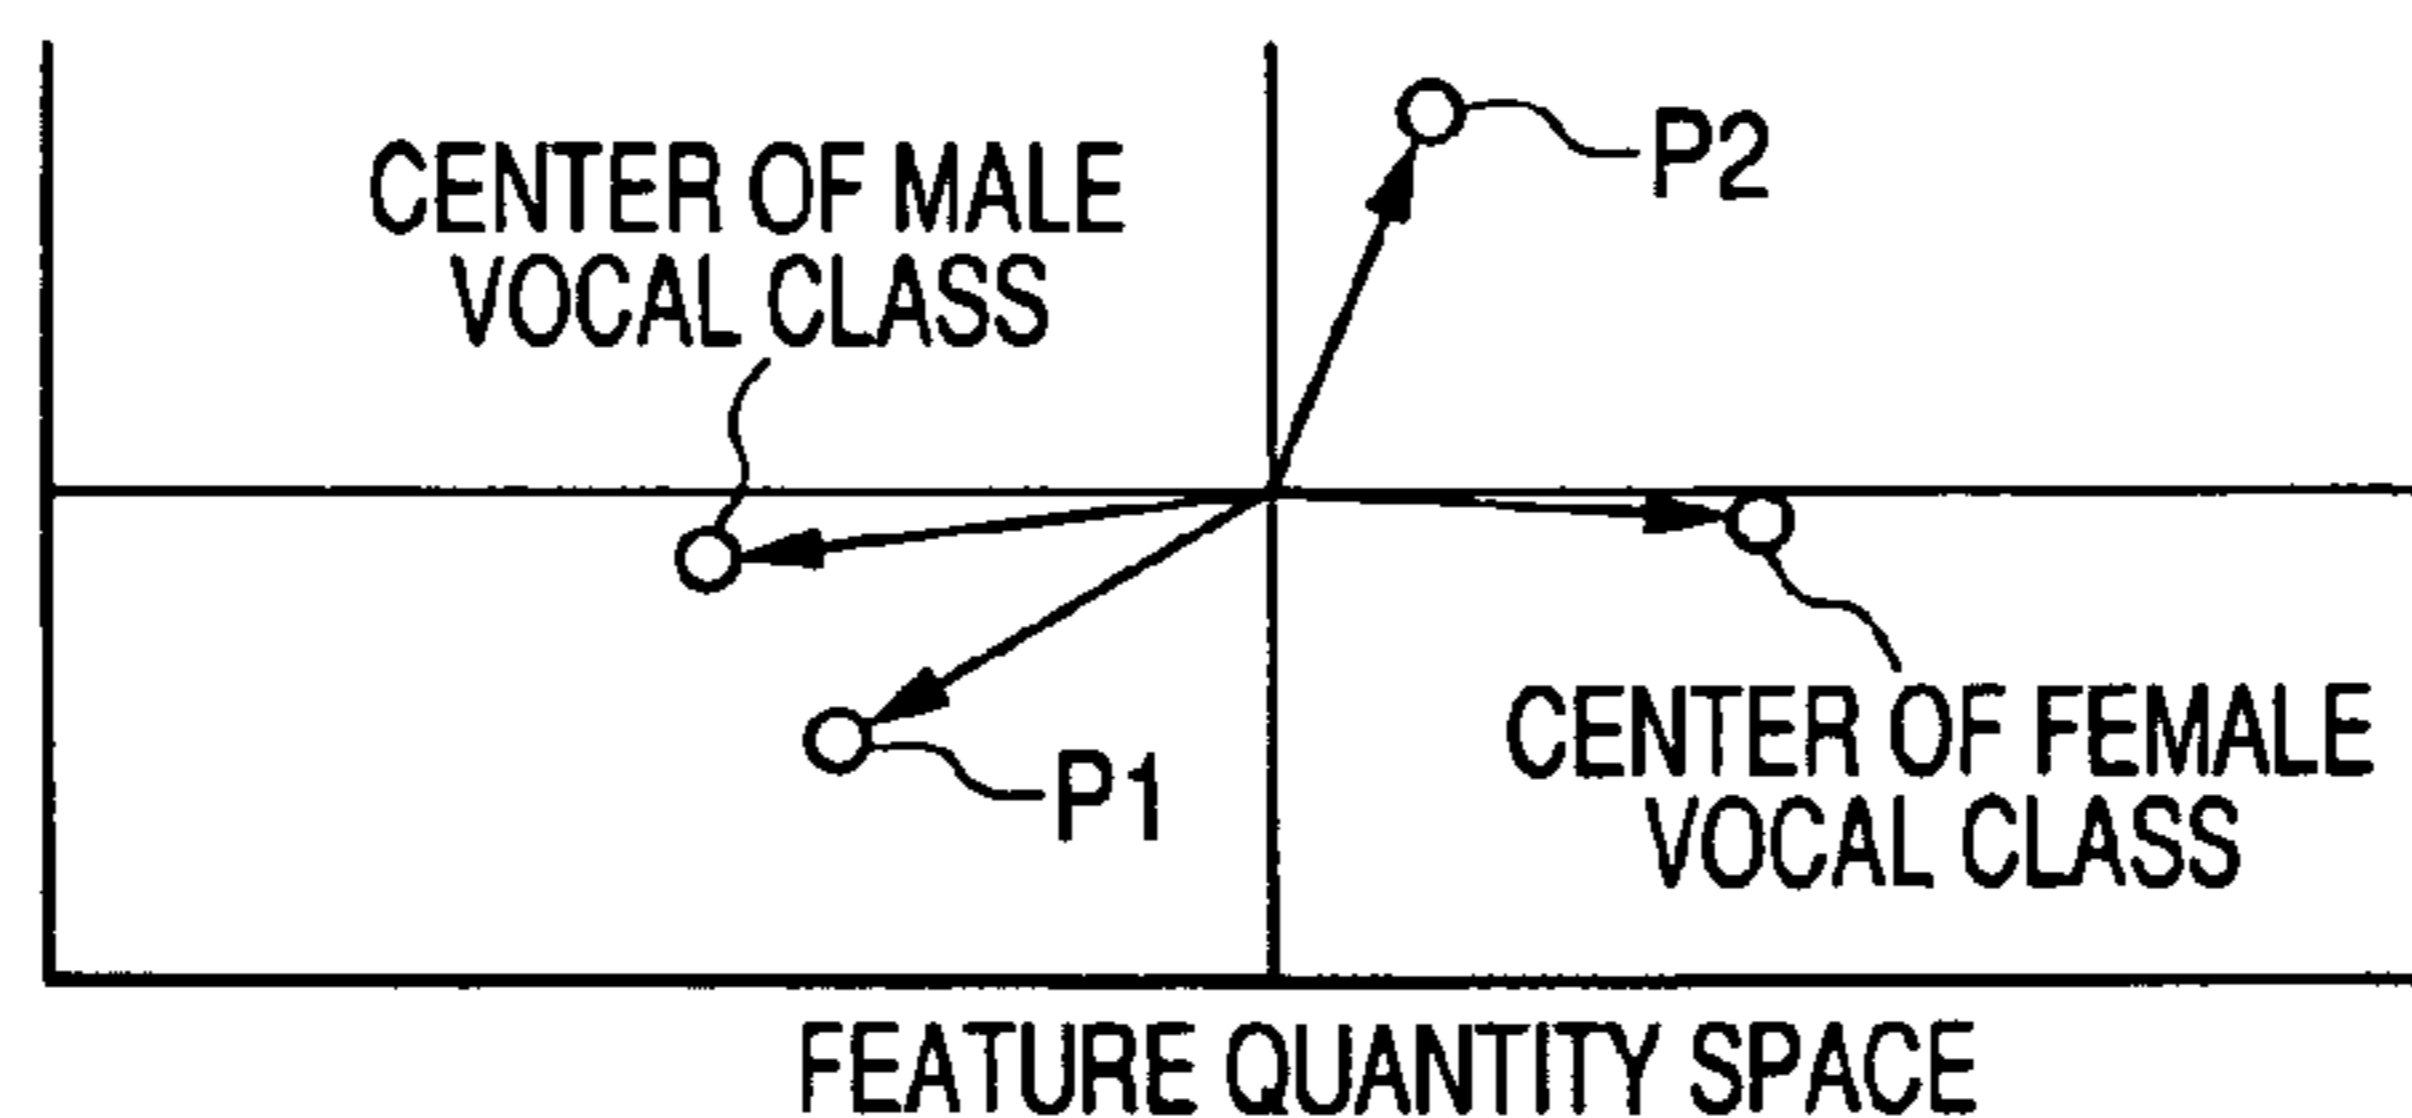 P2
CENTER OF MALE
VOCAL CLASS
P1
CENTER OF FEMALE
VOCAL CLASS
FEATURE QUANTITY SPACE